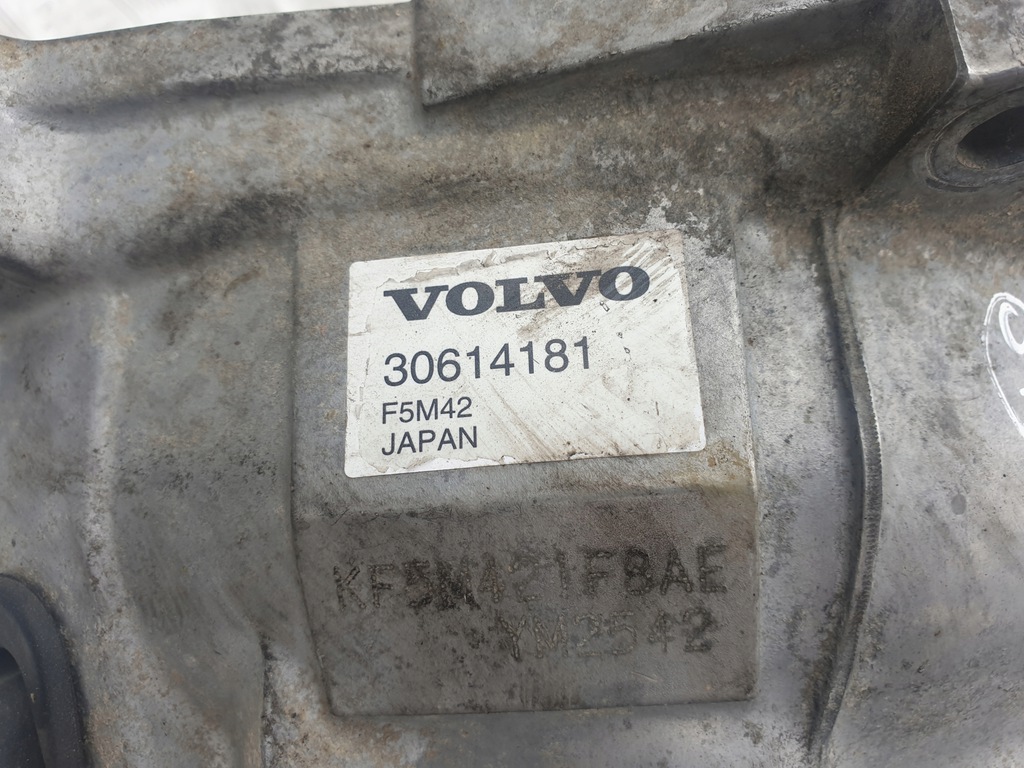 VOLVO
30614181
F5M42
JAPAN
KF5M421FBAE
YM2542